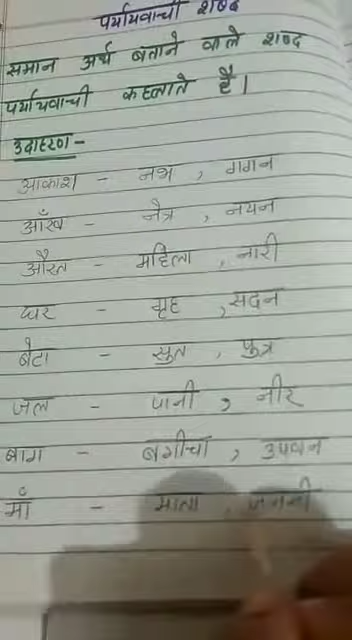 पर्यायवाची शब्द
समान अर्थ बताने वाले शब्द
पर्यायवाची कहलाते हैं।
उदाहरण-
आकाश - नभ, गगन
आँख - नेत्र, नयन
औरत - महिला, नारी
घर - गृह, सदन
बेटा - सुत, पुत्र
जल - पानी, नीर
बाग - बगीचा, उपवन
माँ - माता, जननी